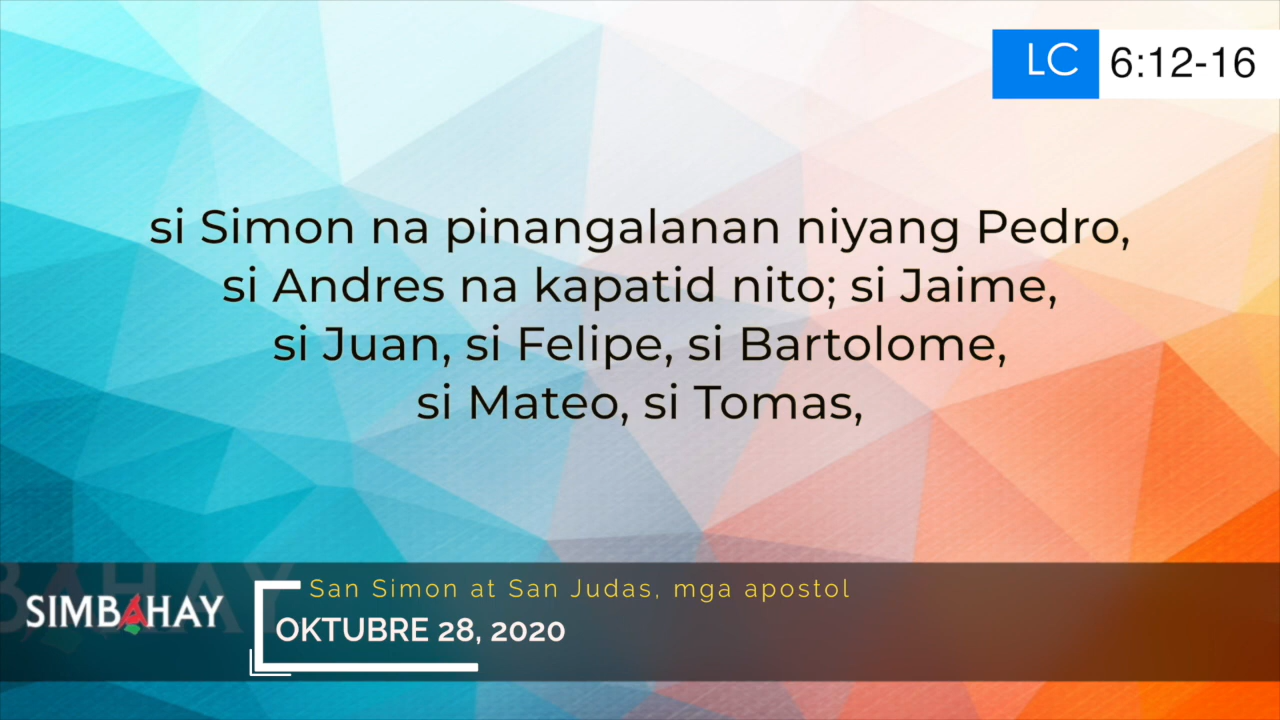 LC 6:12-16
si Simon na pinangalanan niyang Pedro,
si Andres na kapatid nito; si Jaime,
si Juan, si Felipe, si Bartolome,
si Mateo, si Tomas,
San Simon at San Judas, mga apostol
SIMBAHAY
OKTUBRE 28, 2020